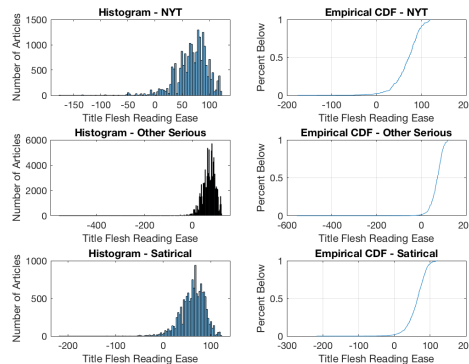 Histogram - NYT
Number of Articles
1500
1000
500
0
-150 -100 -50 0 50 100
Title Flesh Reading Ease
Empirical CDF - NYT
Percent Below
1
0.5
0
-200 -100 0 100 200
Title Flesh Reading Ease
Histogram - Other Serious
Number of Articles
6000
4000
2000
0
-400 -200 0
Title Flesh Reading Ease
Empirical CDF - Other Serious
Percent Below
1
0.5
0
-600 -400 -200 0 200
Title Flesh Reading Ease
Histogram - Satirical
Number of Articles
1000
500
0
-200 -100 0 100
Title Flesh Reading Ease
Empirical CDF - Satirical
Percent Below
1
0.5
0
-300 -200 -100 0 100 200
Title Flesh Reading Ease